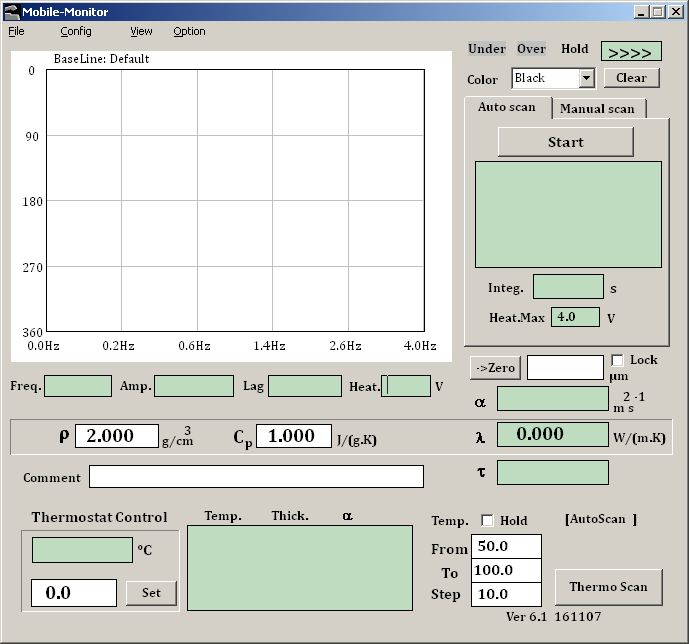 Mobile-Monitor
File Config View Option
BaseLine: Default
Under Over Hold >>>>
Color Black Clear
Auto scan Manual scan
Start
0
90
180
270
360
0.0Hz 0.2Hz 0.6Hz 1.4Hz 2.6Hz 4.0Hz
Integ. s
Heat.Max 4.0 V
->Zero Lock
μm
Freq. Amp. Lag Heat. V
α m2 s-1
ρ 2.000 g/cm3 Cp 1.000 J/(g.K) λ 0.000 W/(m.K)
Comment τ
Thermostat Control Temp. Thick. α
ºC
0.0 Set
Temp. Hold [AutoScan ]
From 50.0
To 100.0
Step 10.0
Thermo Scan
Ver 6.1 161107